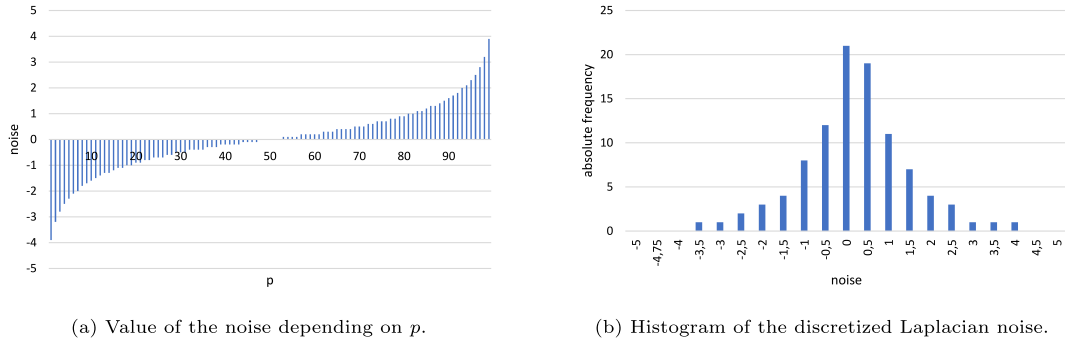 5
4
3
2
1
0
-1
-2
-3
-4
-5
noise
10 20 30 40 50 60 70 80 90
p
(a) Value of the noise depending on p.
25
20
15
10
5
0
absolute frequency
-5 -4,75 -4 -3,5 -3 -2,5 -2 -1,5 -1 -0,5 0 0,5 1 1,5 2 2,5 3 3,5 4 4,5 5
noise
(b) Histogram of the discretized Laplacian noise.